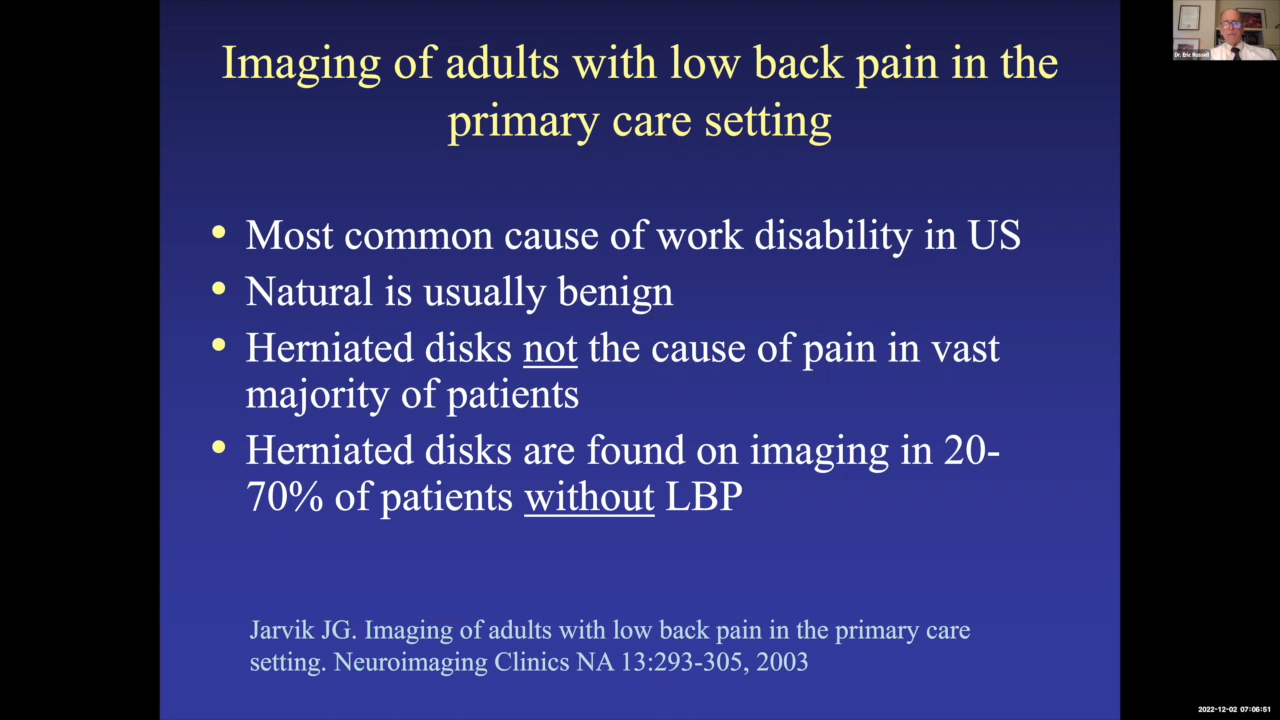 Imaging of adults with low back pain in the
primary care setting
• Most common cause of work disability in US
• Natural is usually benign
• Herniated disks not the cause of pain in vast
majority of patients
• Herniated disks are found on imaging in 20-
70% of patients without LBP
Jarvik JG. Imaging of adults with low back pain in the primary care
setting. Neuroimaging Clinics NA 13:293-305, 2003
Dr. Eric Russell
2022-12-02 07:06:51